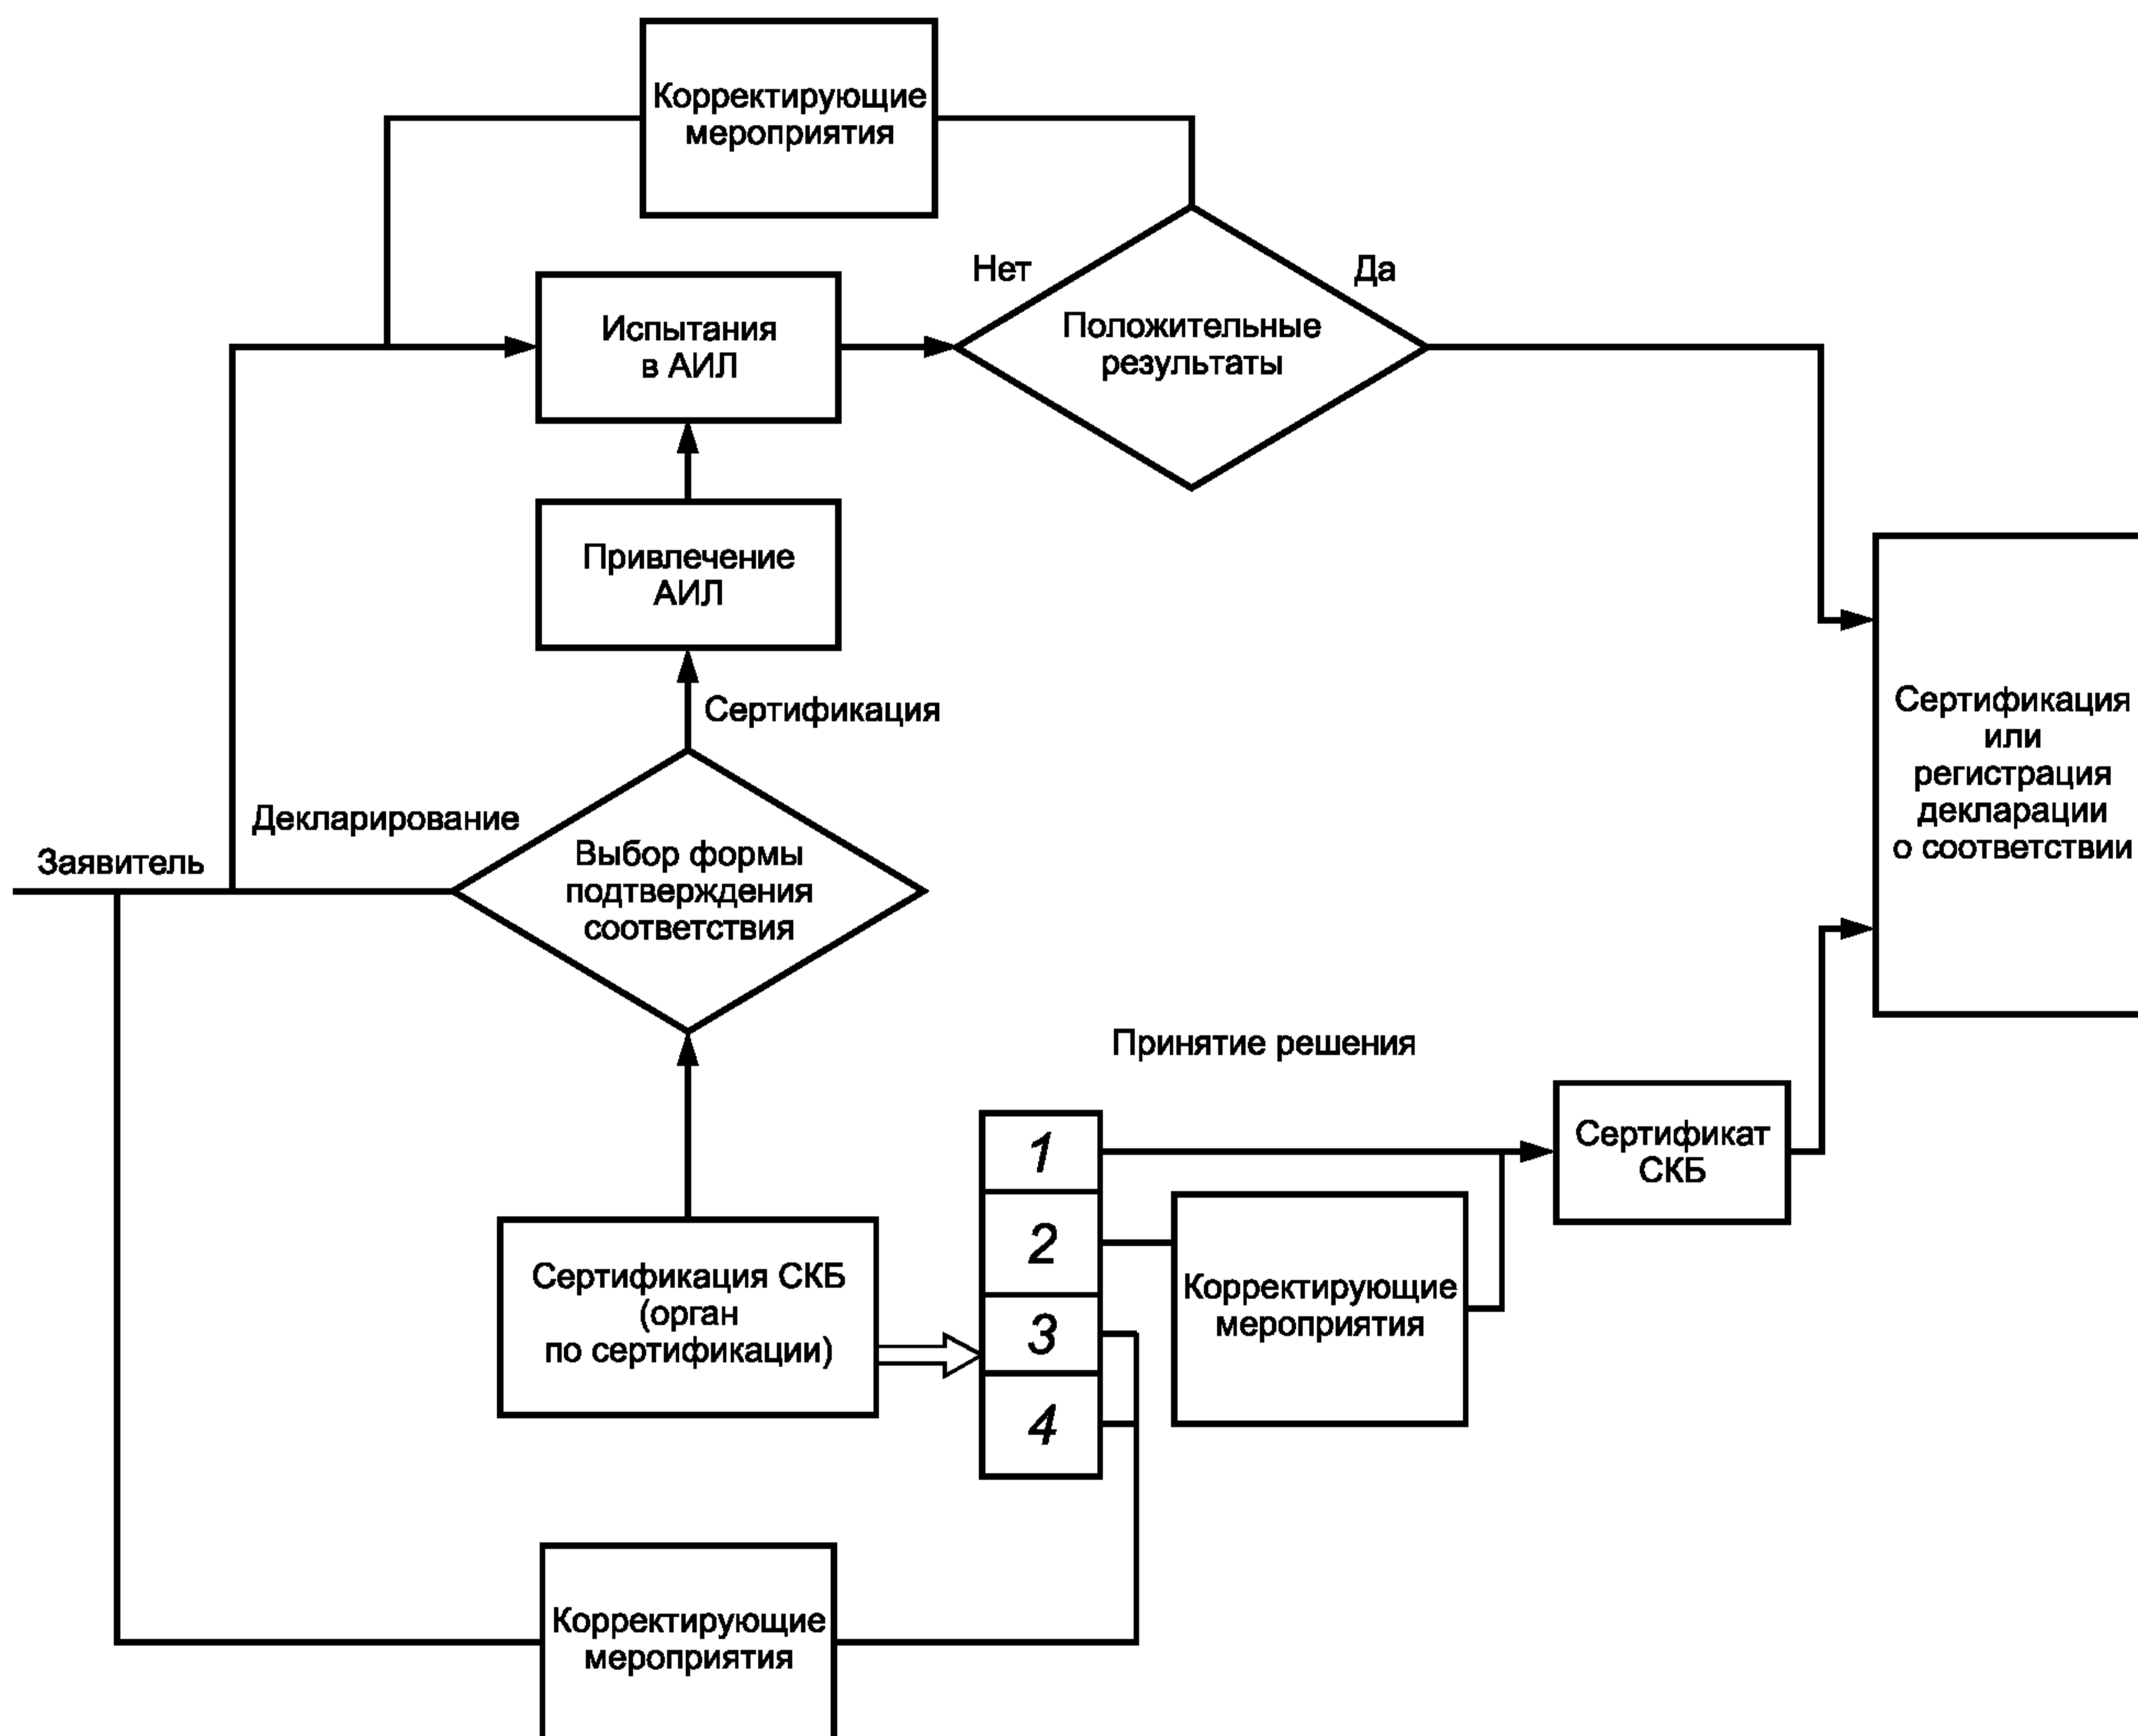 Корректирующие
мероприятия
Нет
Да
Испытания
в АИЛ
Положительные
результаты
Привлечение
АИЛ
Сертификация
Сертификация
или
регистрация
декларации
о соответствии
Декларирование
Заявитель
Выбор формы
подтверждения
соответствия
Принятие решения
1
Сертификат
СКБ
2
Сертификация СКБ
(орган
по сертификации)
Корректирующие
мероприятия
3
4
Корректирующие
мероприятия